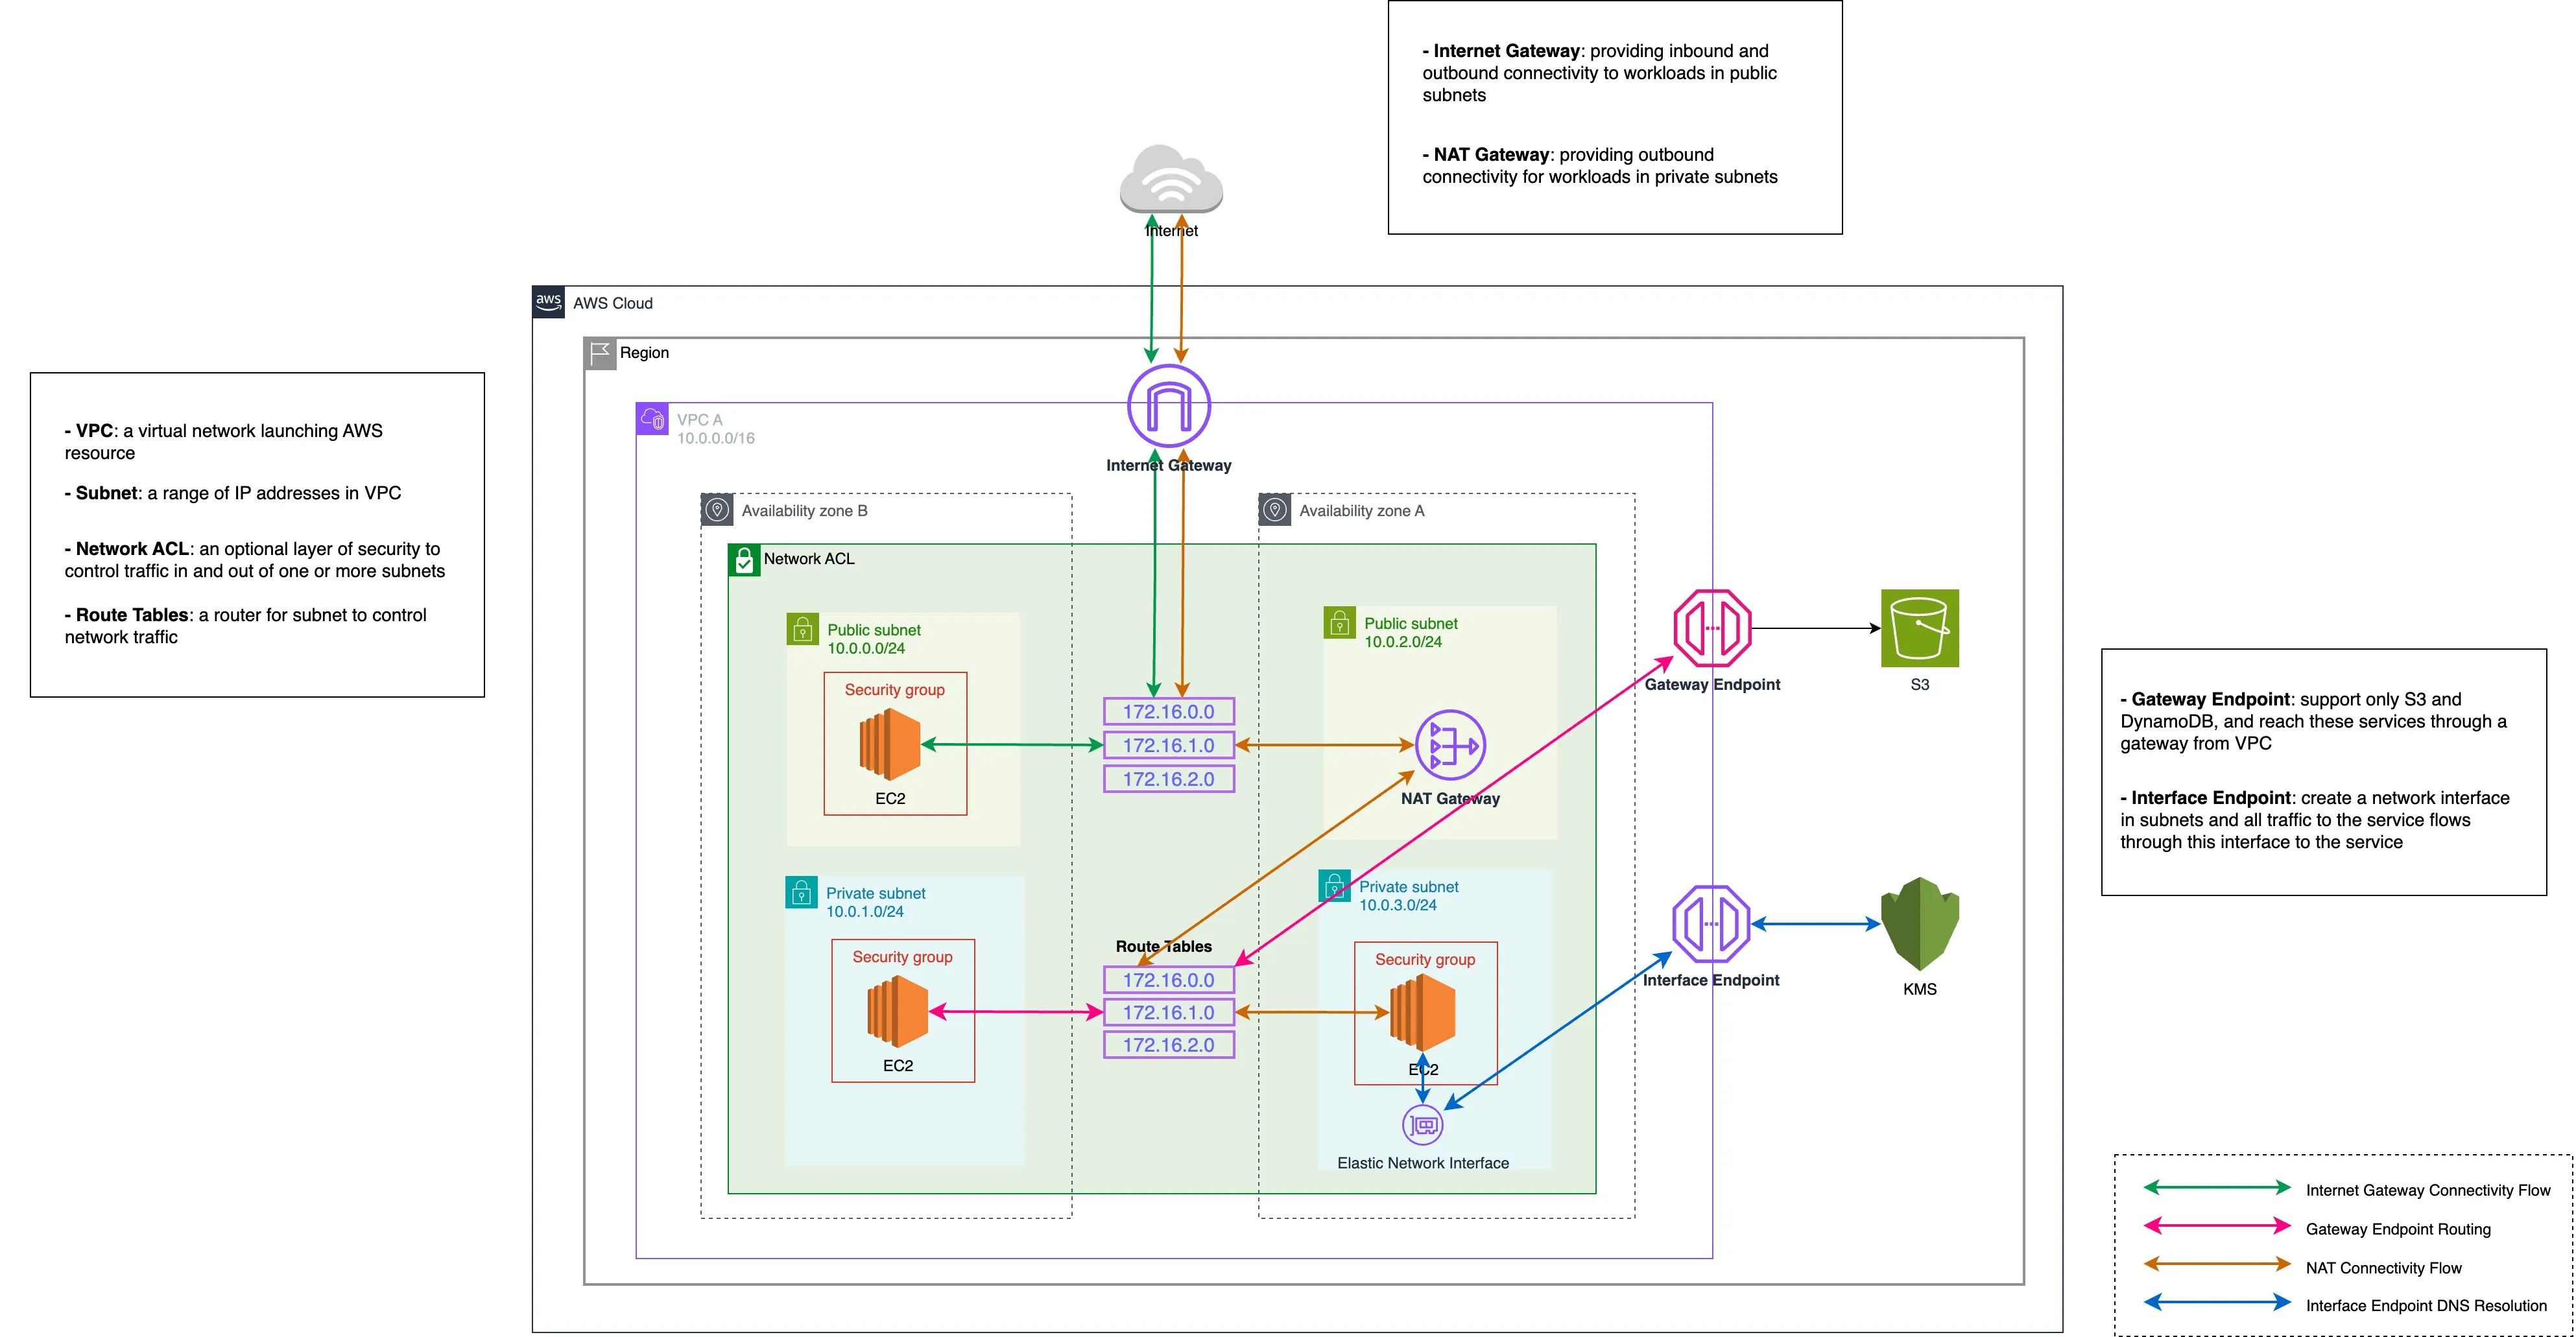 - Internet Gateway: providing inbound and
outbound connectivity to workloads in public
subnets
- NAT Gateway: providing outbound
connectivity for workloads in private subnets
Internet
aws
AWS Cloud
Region
- VPC: a virtual network launching AWS
resource
- Subnet: a range of IP addresses in VPC
- Network ACL: an optional layer of security to
control traffic in and out of one or more subnets
- Route Tables: a router for subnet to control
network traffic
VPC A
10.0.0.0/16
Internet Gateway
Availability zone B
Availability zone A
Network ACL
Public subnet
10.0.0.0/24
Security group
EC2
172.16.0.0
172.16.1.0
172.16.2.0
Public subnet
10.0.2.0/24
NAT Gateway
Gateway Endpoint
S3
Private subnet
10.0.1.0/24
Security group
EC2
Route Tables
172.16.0.0
172.16.1.0
172.16.2.0
Private subnet
10.0.3.0/24
Security group
EC2
Elastic Network Interface
Interface Endpoint
KMS
- Gateway Endpoint: support only S3 and
DynamoDB, and reach these services through a
gateway from VPC
- Interface Endpoint: create a network interface
in subnets and all traffic to the service flows
through this interface to the service
Internet Gateway Connectivity Flow
Gateway Endpoint Routing
NAT Connectivity Flow
Interface Endpoint DNS Resolution